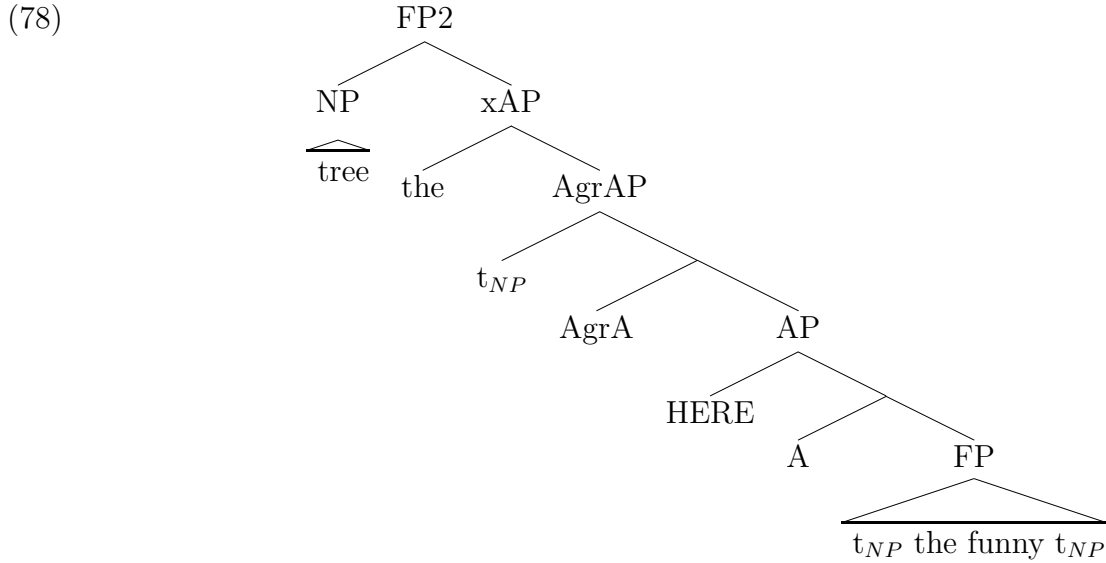 (78)
FP2
NP xAP
tree
the AgrAP
t_NP
AgrA AP
HERE
A FP
t_NP the funny t_NP